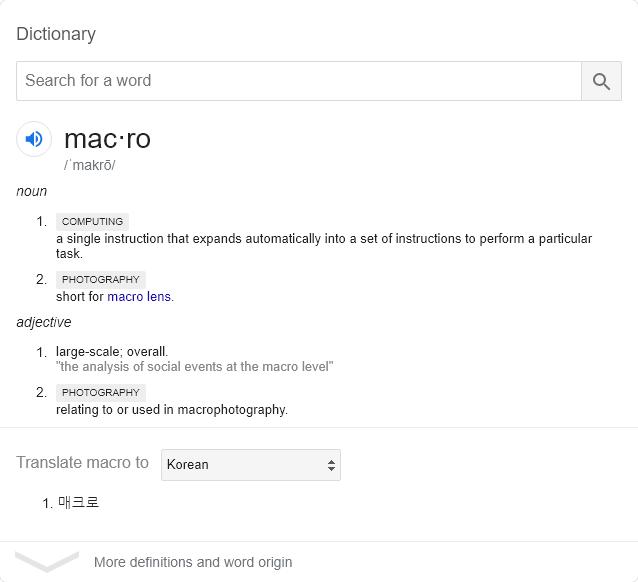 Dictionary
Search for a word
mac·ro
/ˈmakrō/
noun
1. COMPUTING
a single instruction that expands automatically into a set of instructions to perform a particular
task.
2. PHOTOGRAPHY
short for macro lens.
adjective
1. large-scale; overall.
"the analysis of social events at the macro level"
2. PHOTOGRAPHY
relating to or used in macrophotography.
Translate macro to Korean
1. 매크로
More definitions and word origin